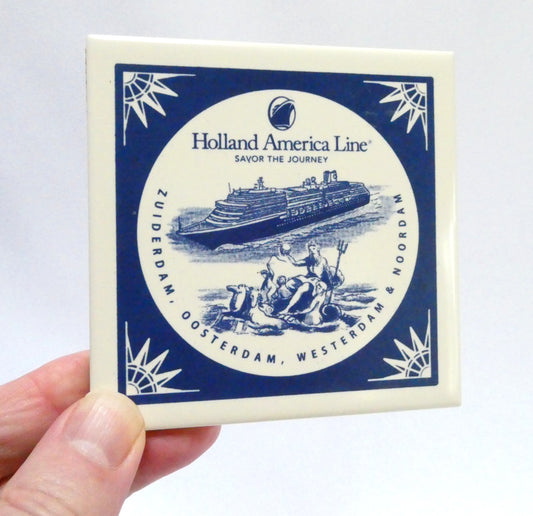 Holland America Line®
SAVOR THE JOURNEY
ZUIDERDAM, OOSTERDAM, WESTERDAM & NOORDAM